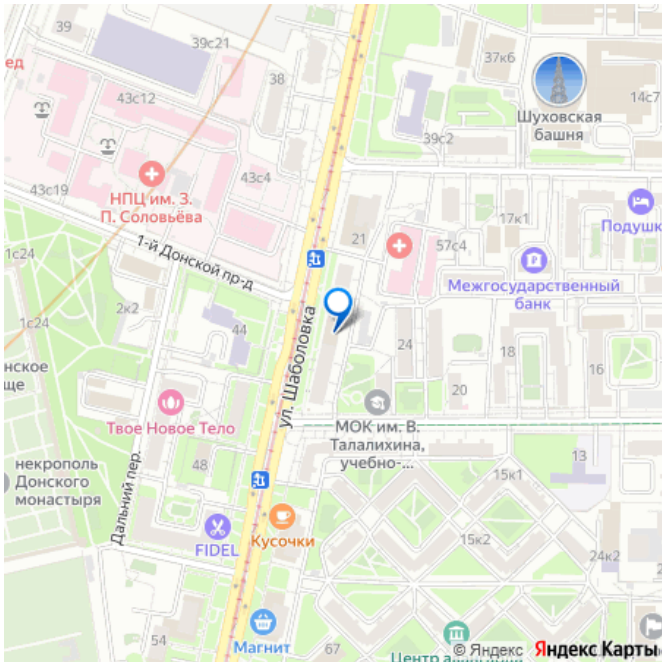 39с21
39
38
ед
43с12
37к6
14с7
39с2
Шуховская
башня
43с4
43с19
НПЦ им. З.
П. Соловьёва
17к1
Подушк
21
57с4
1-й Донской пр-д
1с24
Межгосударственный
банк
2к2
1с24
44
ул. Шаболовка
24
18
16
20
нское
ще
Твое Новое Тело
МОК им. В.
Талалихина,
учебно-...
13
некрополь
Донского
монастыря
48
15к1
Дальний пер.
FIDEL
Кусочки
15к2
24к2
Магнит
54
67
Центр авангарда
© Яндекс Яндекс Карты